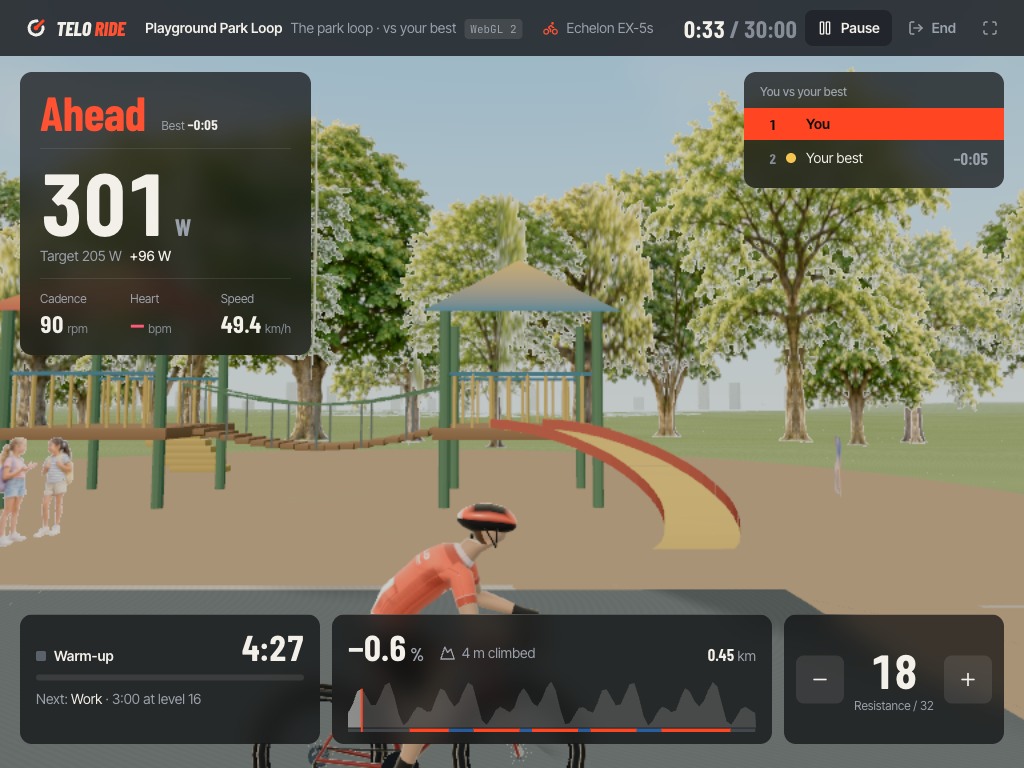 TELO RIDE
Playground Park Loop The park loop · vs your best WebGL 2
Echelon EX-5s
0:33 / 30:00
Pause
End
Ahead Best −0:05
301 W
Target 205 W +96 W
Cadence Heart Speed
90 rpm – bpm 49.4 km/h
You vs your best
1 You
2 Your best −0:05
Warm-up 4:27
Next: Work · 3:00 at level 16
−0.6 % 4 m climbed 0.45 km
− 18 +
Resistance / 32